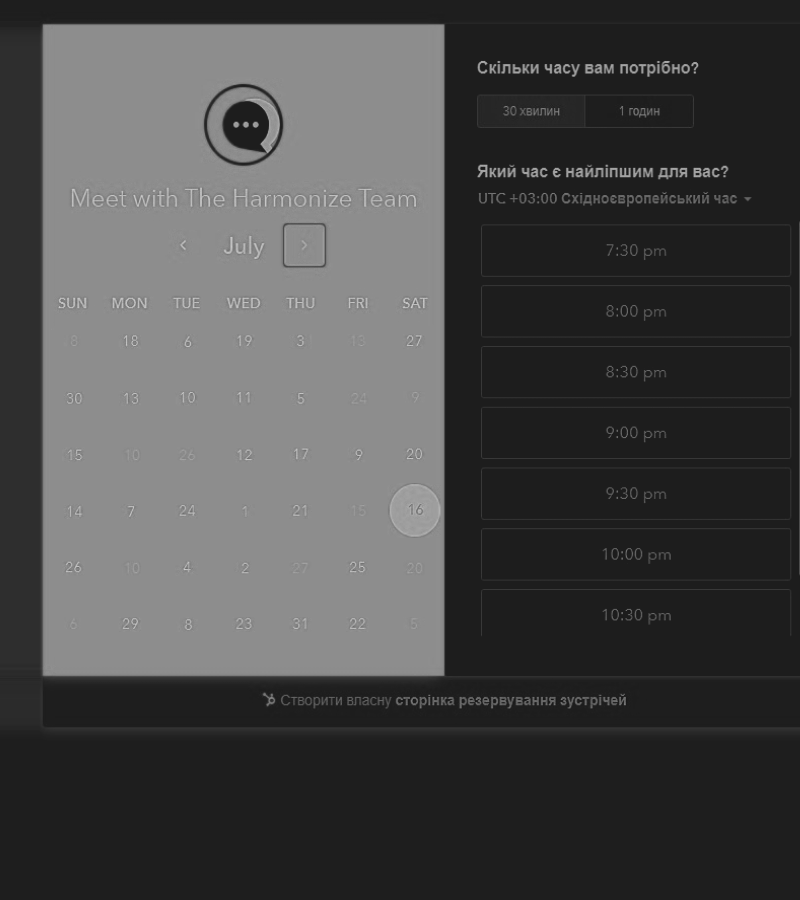 Meet with The Harmonize Team
July
SUN MON TUE WED THU FRI SAT
8 18 6 19 3 13 27
30 13 10 11 5 24 9
15 10 26 12 17 9 20
14 7 24 1 21 15 16
26 10 4 2 27 25 20
6 29 8 23 31 22 5
Скільки часу вам потрібно?
30 хвилин 1 годин
Який час є найліпшим для вас?
UTC +03:00 Східноєвропейський час
7:30 pm
8:00 pm
8:30 pm
9:00 pm
9:30 pm
10:00 pm
10:30 pm
Створити власну сторінка резервування зустрічей